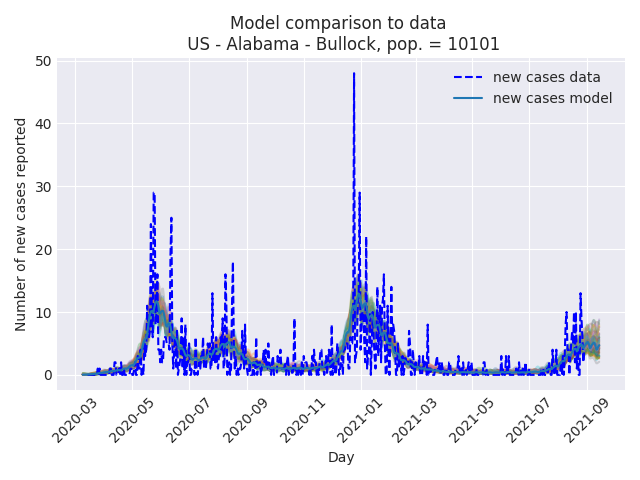 Model comparison to data
US - Alabama - Bullock, pop. = 10101
new cases data
new cases model
Number of new cases reported
50
40
30
20
10
0
2020-03
2020-05
2020-07
2020-09
2020-11
2021-01
2021-03
2021-05
2021-07
2021-09
Day